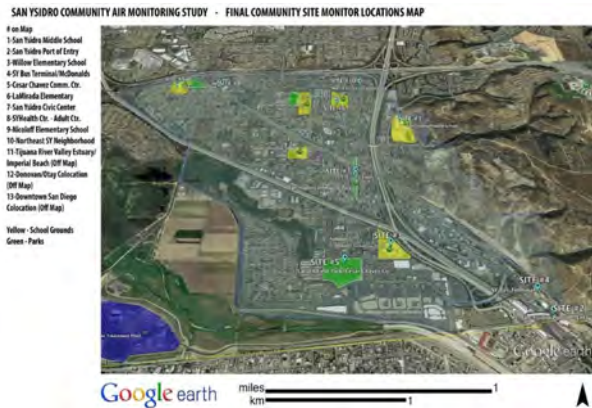 SAN YSIDRO COMMUNITY AIR MONITORING STUDY - FINAL COMMUNITY SITE MONITOR LOCATIONS MAP
# on Map
1-San Ysidro Middle School
2-San Ysidro Port of Entry
3-Willow Elementary School
4-SY Bus Terminal/McDonalds
5-Cesar Chavez Comm. Ctr.
6-LaMirada Elementary
7-San Ysidro Civic Center
8-SYHealth Ctr. - Adult Ctr.
9-Nicoloff Elementary School
10-Northeast SY Neighborhood
11-Tijuana River Valley Estuary/
Imperial Beach (Off Map)
12-Donovan/Otay Colocation
(Off Map)
13-Downtown San Diego
Colocation (Off Map)
Yellow - School Grounds
Green - Parks
SITE #5
SITE #4
SITE #2
Google earth
Google earth
miles 1
km 1